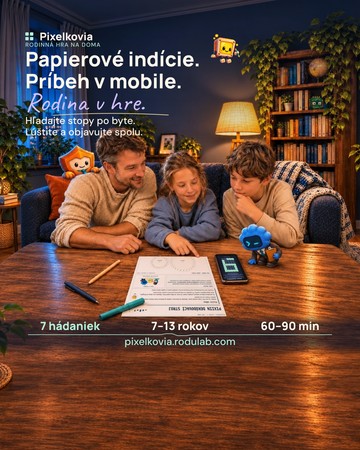 Pixelkovia
RODINNÁ HRA NA DOMA
Papierové indície.
Príbeh v mobile.
Rodina v hre.
Hľadajte stopy po byte.
Lúštite a objavujte spolu.
7 hádaniek
7–13 rokov
60–90 min
pixelkovia.rodulab.com